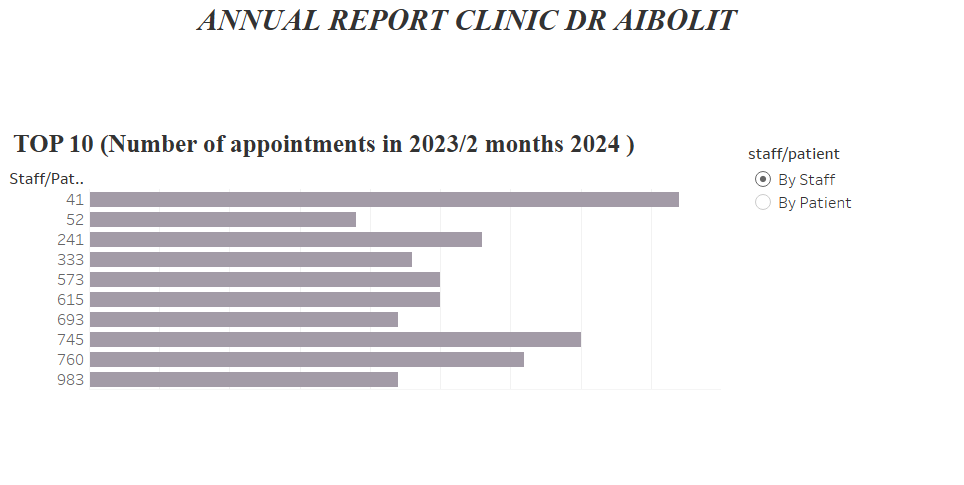 ANNUAL REPORT CLINIC DR AIBOLIT
TOP 10 (Number of appointments in 2023/2 months 2024 )
staff/patient
By Staff
By Patient
Staff/Pat..
41
52
241
333
573
615
693
745
760
983